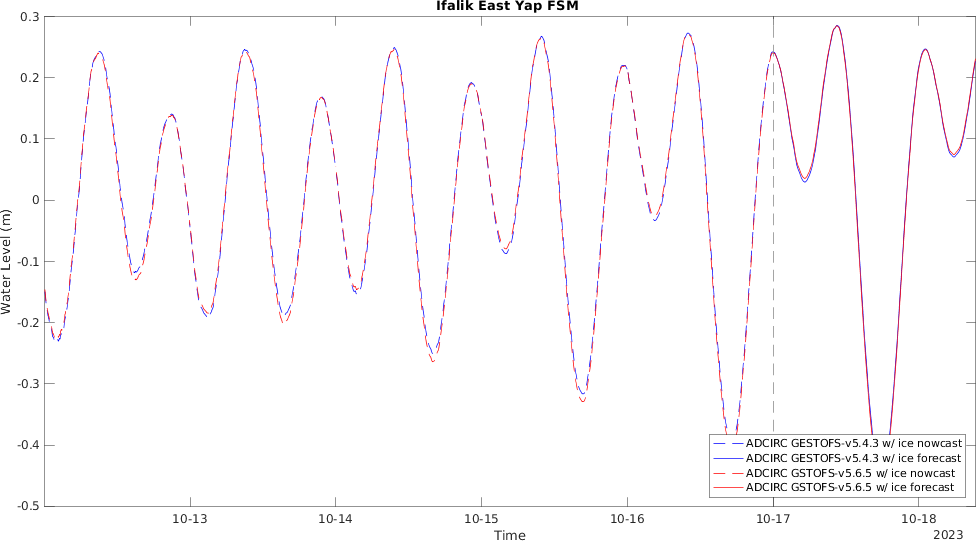 Ifalik East Yap FSM
0.3
0.2
0.1
0
-0.1
-0.2
-0.3
-0.4
-0.5
Water Level (m)
ADCIRC GESTOFS-v5.4.3 w/ ice nowcast
ADCIRC GESTOFS-v5.4.3 w/ ice forecast
ADCIRC GSTOFS-v5.6.5 w/ ice nowcast
ADCIRC GSTOFS-v5.6.5 w/ ice forecast
10-13 10-14 10-15 10-16 10-17 10-18
Time
2023